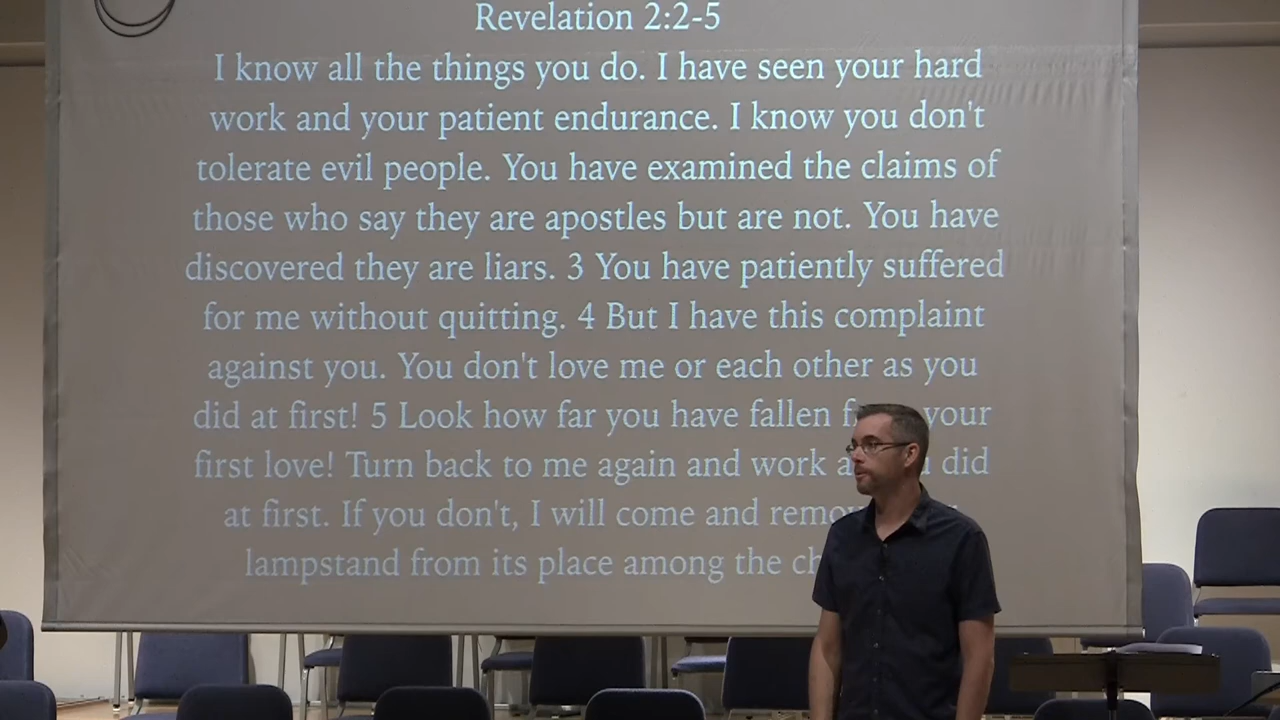 Revelation 2:2-5
I know all the things you do. I have seen your hard
work and your patient endurance. I know you don't
tolerate evil people. You have examined the claims of
those who say they are apostles but are not. You have
discovered they are liars. 3 You have patiently suffered
for me without quitting. 4 But I have this complaint
against you. You don't love me or each other as you
did at first! 5 Look how far you have fallen your
first love! Turn back to me again and work did
at first. If you don't, I will come and
lampstand from its place among the